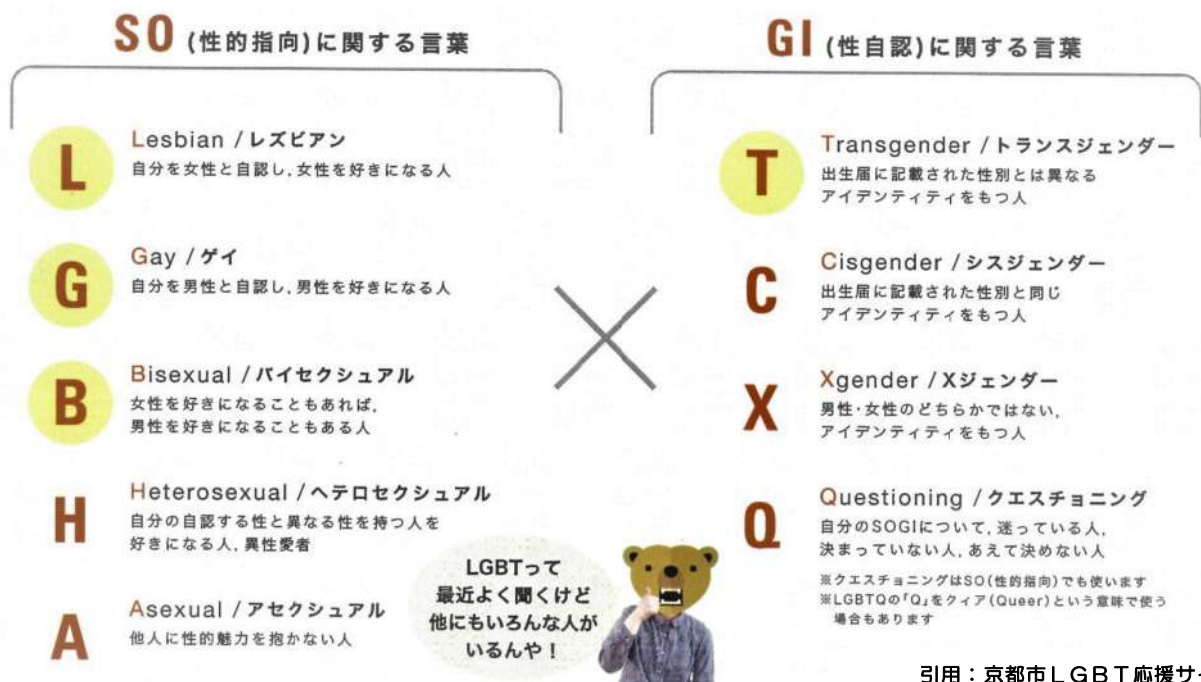 SO (性的指向)に関する言葉
L
Lesbian / レズビアン
自分を女性と自認し, 女性を好きになる人
G
Gay / ゲイ
自分を男性と自認し, 男性を好きになる人
B
Bisexual / バイセクシュアル
女性を好きになることもあれば,
男性を好きになることもある人
H
Heterosexual / ヘテロセクシュアル
自分の自認する性と異なる性を持つ人を
好きになる人, 異性愛者
A
Asexual / アセクシュアル
他人に性的魅力を抱かない人
GI (性自認)に関する言葉
T
Transgender / トランスジェンダー
出生届に記載された性別とは異なる
アイデンティティをもつ人
C
Cisgender / シスジェンダー
出生届に記載された性別と同じ
アイデンティティをもつ人
X
Xgender / Xジェンダー
男性・女性のどちらかではない,
アイデンティティをもつ人
Q
Questioning / クエスチョニング
自分のSOGIについて, 迷っている人,
決まっていない人, あえて決めない人
※クエスチョニングはSO(性的指向)でも使います
※LGBTQの「Q」をクィア(Queer)という意味で使う
場合もあります
LGBTって
最近よく聞くけど
他にもいろんな人が
いるんや！
引用：京都市ＬＧＢＴ応援サ